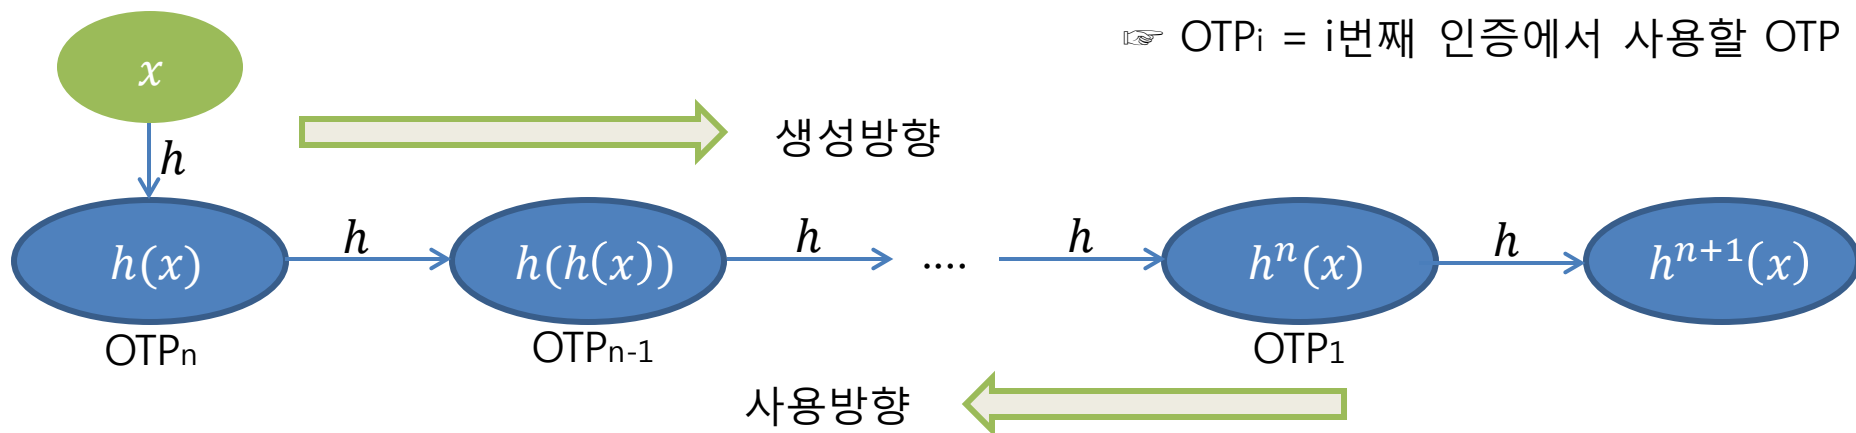 ☞ OTPi = i번째 인증에서 사용할 OTP
x
생성방향
h
h h h h
h(x) h(h(x)) .... hⁿ(x) hⁿ⁺¹(x)
OTPn OTPn-1 OTP1
사용방향